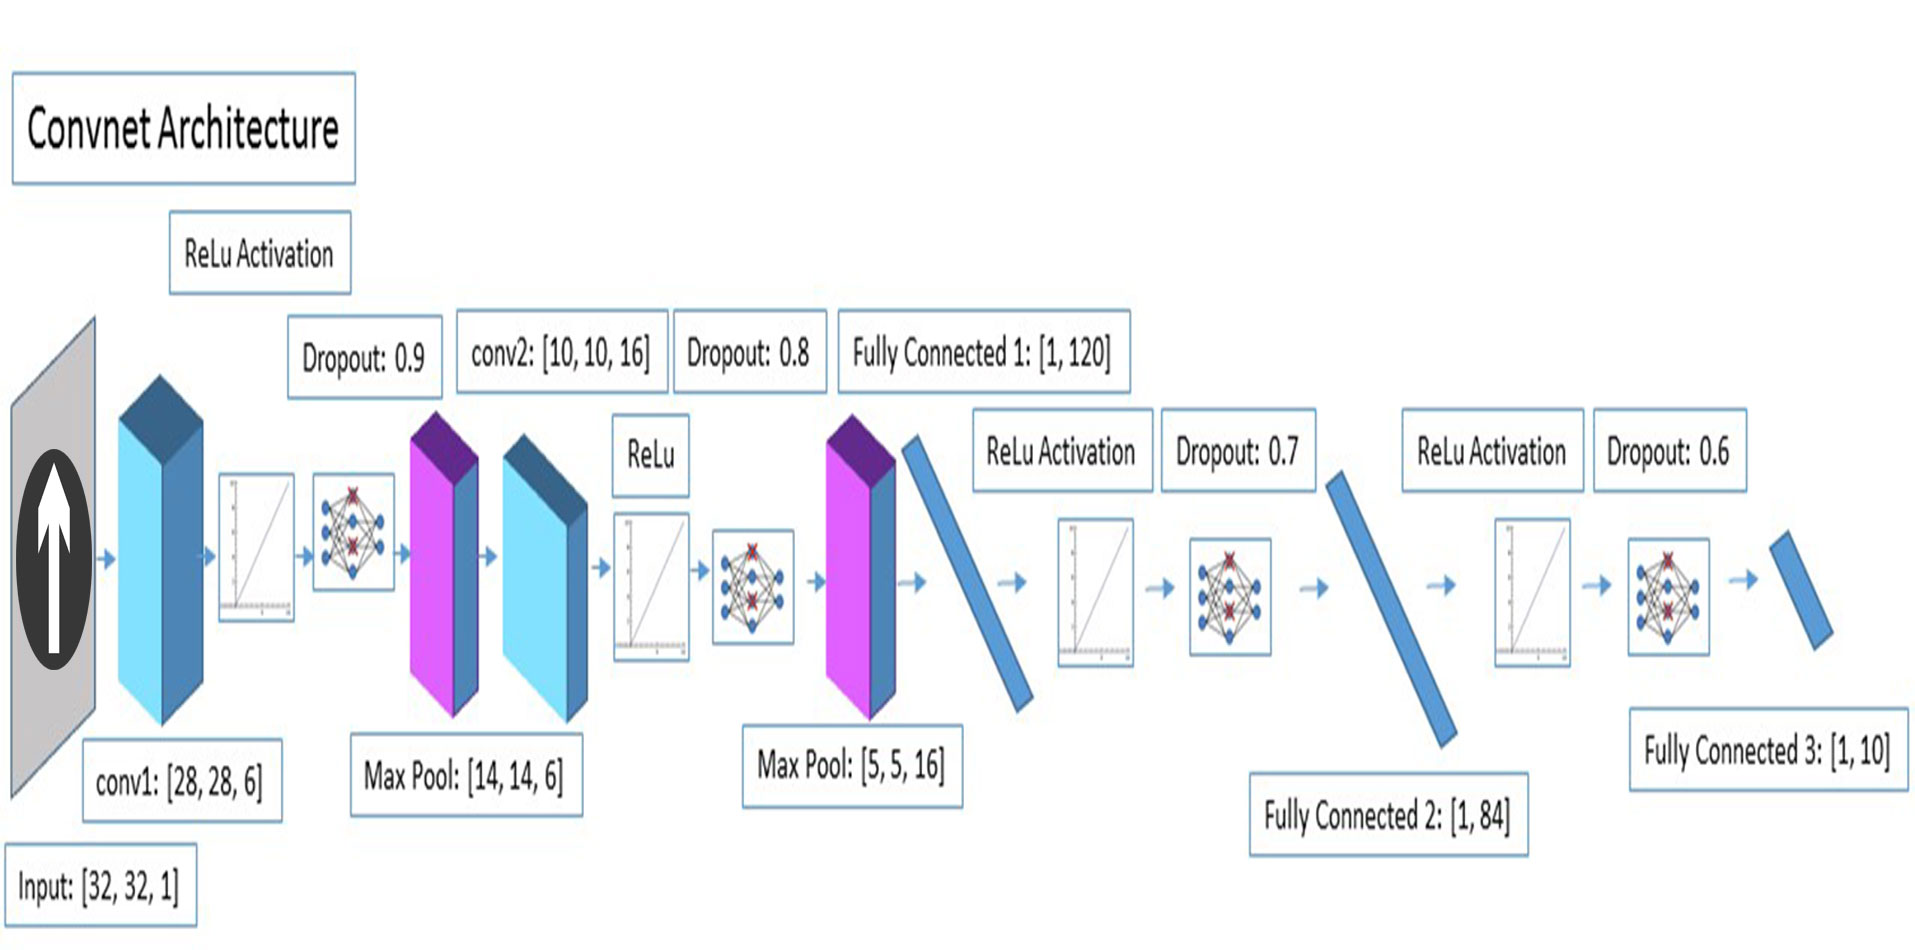 Convnet Architecture
ReLu Activation
Dropout: 0.9
conv2: [10, 10, 16]
Dropout: 0.8
Fully Connected 1: [1, 120]
ReLu
ReLu Activation
Dropout: 0.7
ReLu Activation
Dropout: 0.6
conv1: [28, 28, 6]
Max Pool: [14, 14, 6]
Max Pool: [5, 5, 16]
Fully Connected 2: [1, 84]
Fully Connected 3: [1, 10]
Input: [32, 32, 1]